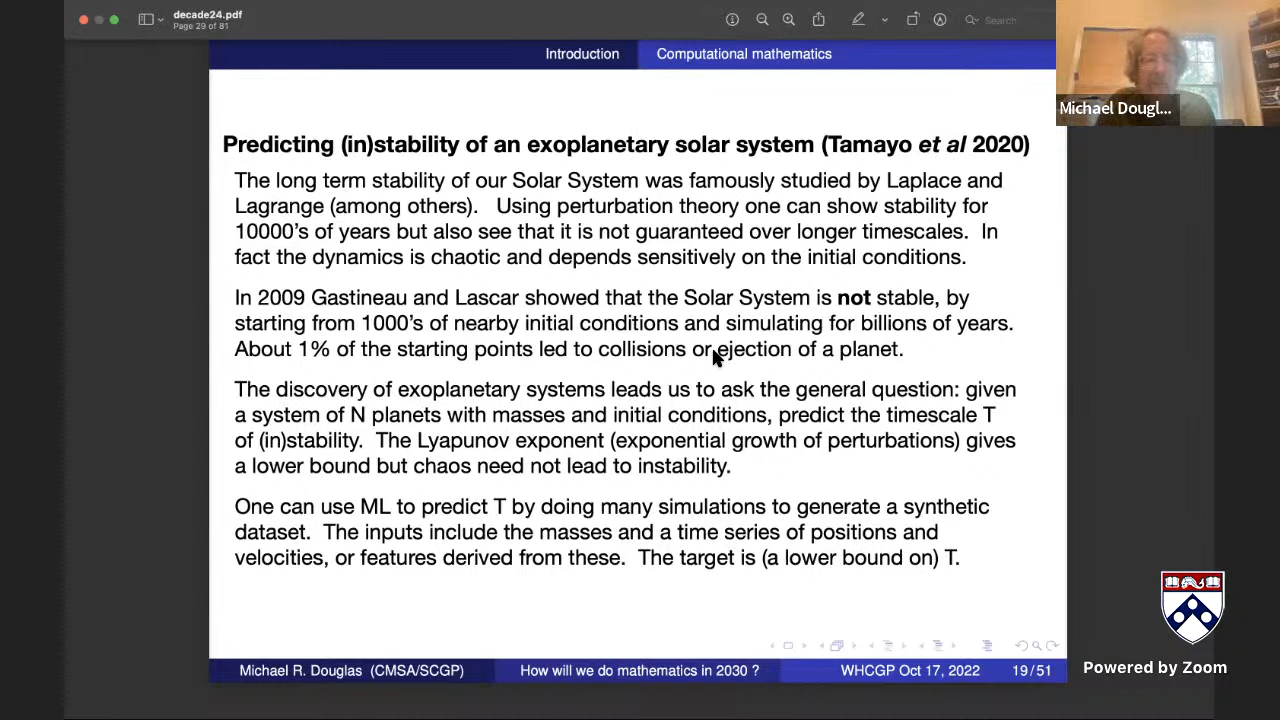 decade24.pdf
Page 29 of 81
Search
Introduction
Computational mathematics
Michael Dougl...
Predicting (in)stability of an exoplanetary solar system (Tamayo et al 2020)
The long term stability of our Solar System was famously studied by Laplace and
Lagrange (among others). Using perturbation theory one can show stability for
10000's of years but also see that it is not guaranteed over longer timescales. In
fact the dynamics is chaotic and depends sensitively on the initial conditions.
In 2009 Gastineau and Lascar showed that the Solar System is not stable, by
starting from 1000's of nearby initial conditions and simulating for billions of years.
About 1% of the starting points led to collisions or ejection of a planet.
The discovery of exoplanetary systems leads us to ask the general question: given
a system of N planets with masses and initial conditions, predict the timescale T
of (in)stability. The Lyapunov exponent (exponential growth of perturbations) gives
a lower bound but chaos need not lead to instability.
One can use ML to predict T by doing many simulations to generate a synthetic
dataset. The inputs include the masses and a time series of positions and
velocities, or features derived from these. The target is (a lower bound on) T.
Michael R. Douglas (CMSA/SCGP)
How will we do mathematics in 2030 ?
WHCGP Oct 17, 2022
19/51
Powered by Zoom